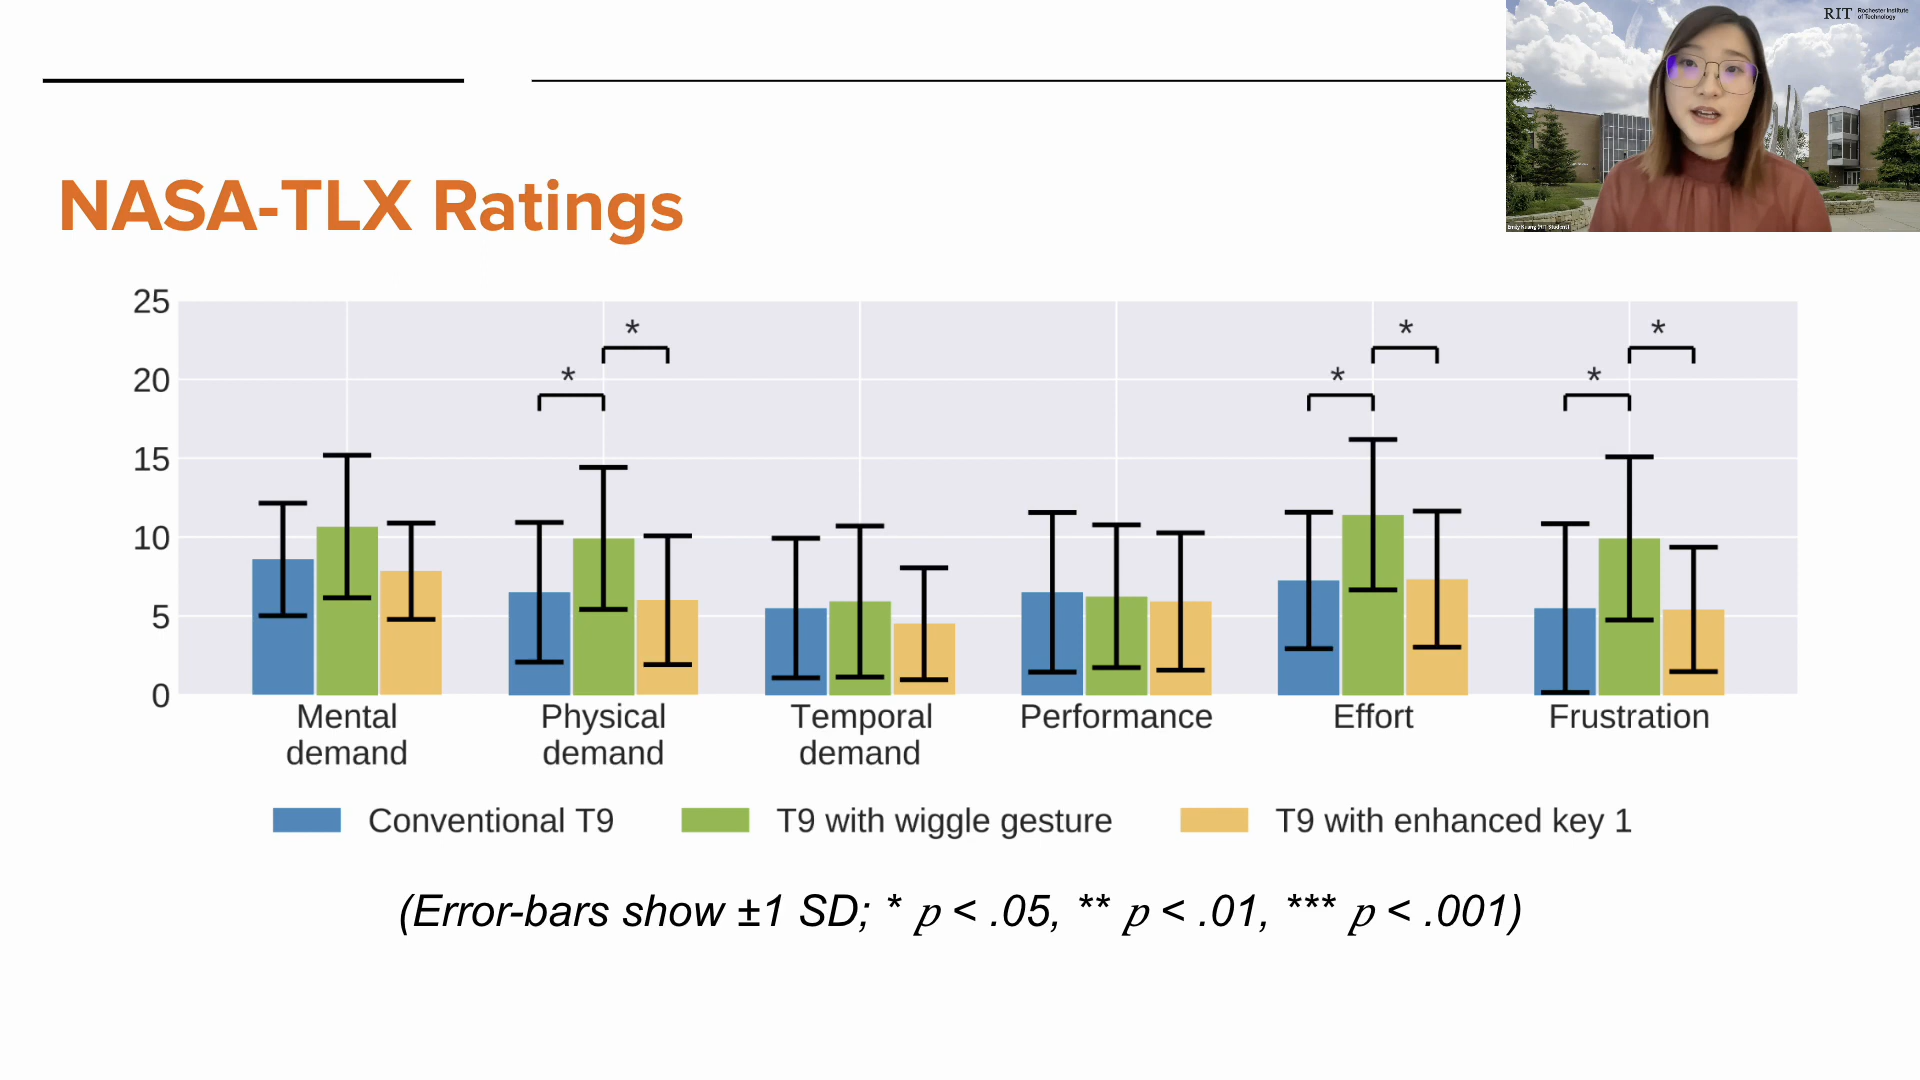 RIT Rochester Institute
of Technology
NASA-TLX Ratings
25
20
15
10
5
0
* * * * * *
Mental
demand
Physical
demand
Temporal
demand
Performance
Effort
Frustration
Conventional T9
T9 with wiggle gesture
T9 with enhanced key 1
(Error-bars show ±1 SD; * p < .05, ** p < .01, *** p < .001)